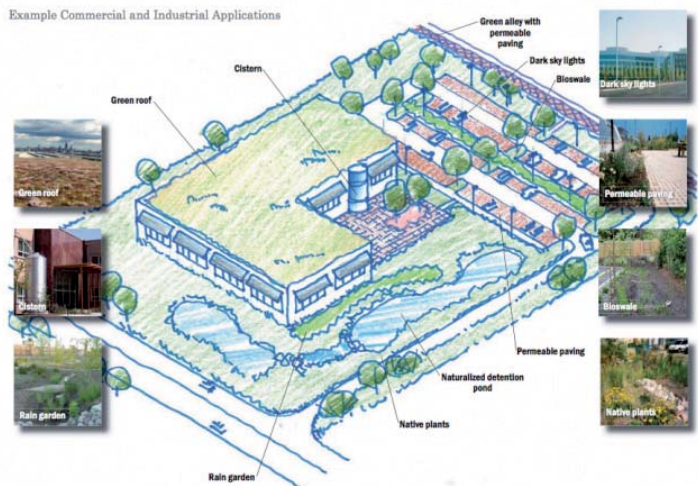 Example Commercial and Industrial Applications
Green alley with
permeable
paving
Dark sky lights
Cistern
Bioswale
Green roof
Dark sky lights
Green roof
Permeable paving
Cistern
Bioswale
Permeable paving
Naturalized detention
pond
Native plants
Rain garden
Native plants
Rain garden